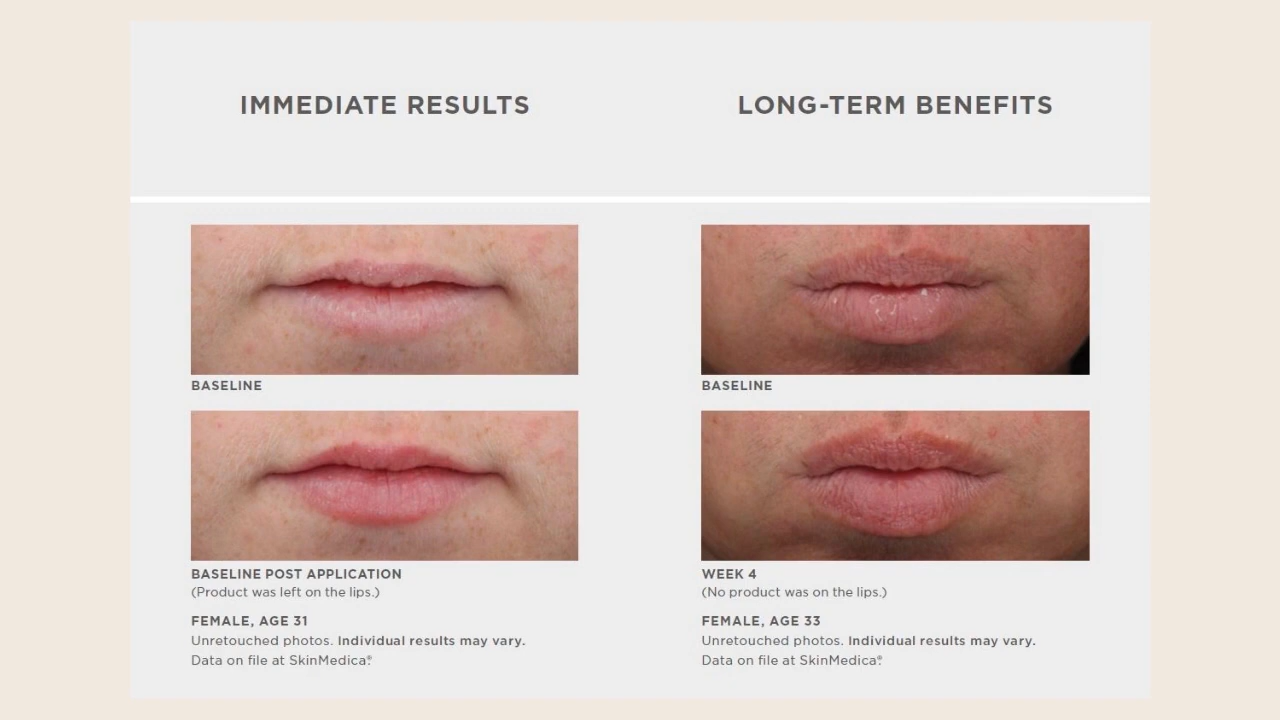 IMMEDIATE RESULTS
LONG-TERM BENEFITS
BASELINE
BASELINE POST APPLICATION
(Product was left on the lips.)
FEMALE, AGE 31
Unretouched photos. Individual results may vary.
Data on file at SkinMedica®.
BASELINE
WEEK 4
(No product was on the lips.)
FEMALE, AGE 33
Unretouched photos. Individual results may vary.
Data on file at SkinMedica®.